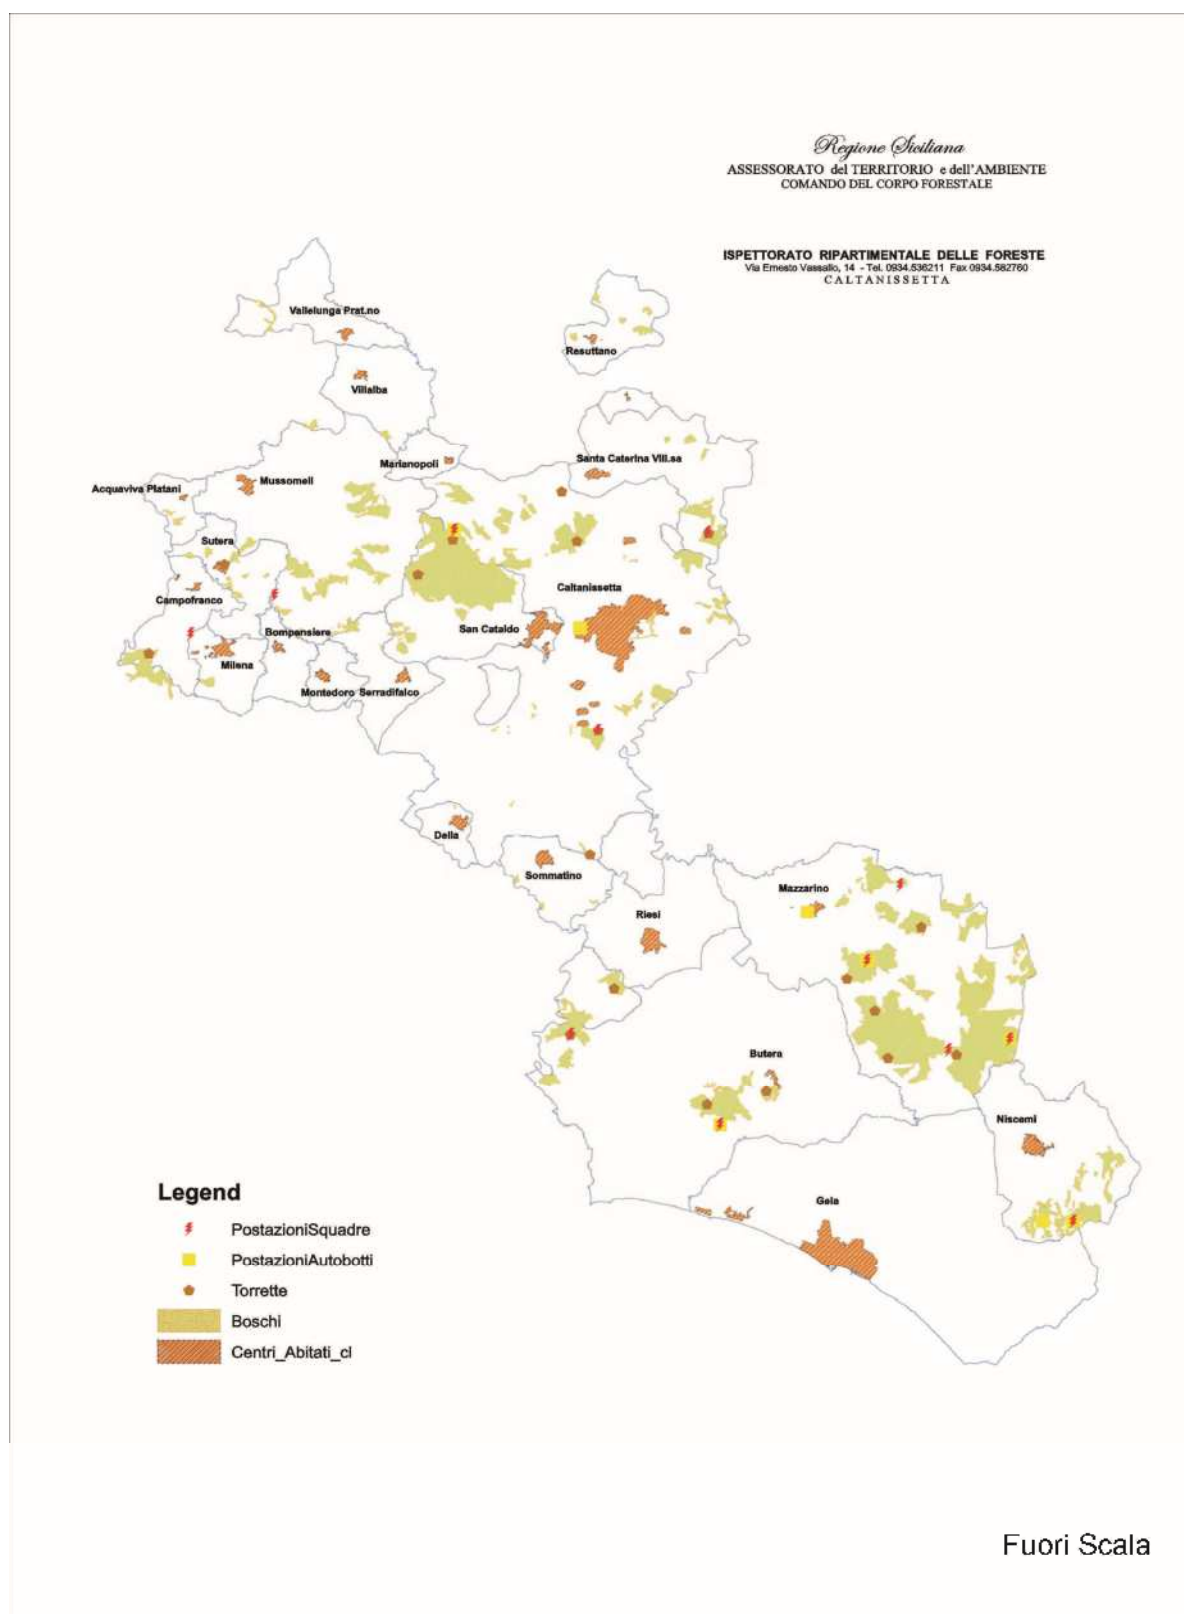 Regione Siciliana
ASSESSORATO del TERRITORIO e dell'AMBIENTE
COMANDO DEL CORPO FORESTALE
ISPETTORATO RIPARTIMENTALE DELLE FORESTE
Via Ernesto Vassallo, 14 - Tel. 0934.536211 Fax 0934.582760
CALTANISSETTA
Vallelunga Prat.no
Resuttano
Villalba
Marianopoli
Santa Caterina Vill.sa
Mussomeli
Acquaviva Platani
Sutera
Caltanissetta
Campofranco
San Cataldo
Bompensiere
Milena
Montedoro
Serradifalco
Delia
Sommatino
Mazzarino
Riesi
Butera
Niscemi
Gela
Legend
PostazioniSquadre
PostazioniAutobotti
Torrette
Boschi
Centri_Abitati_cl
Fuori Scala